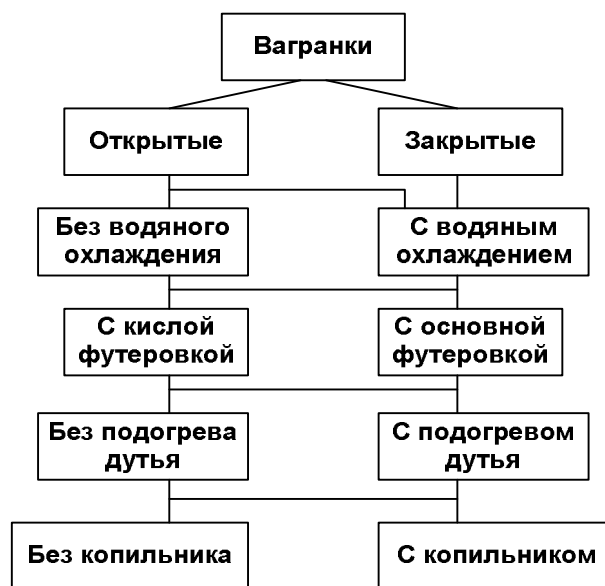 Вагранки
Открытые
Закрытые
Без водяного
охлаждения
С водяным
охлаждением
С кислой
футеровкой
С основной
футеровкой
Без подогрева
дутья
С подогревом
дутья
Без копильника
С копильником